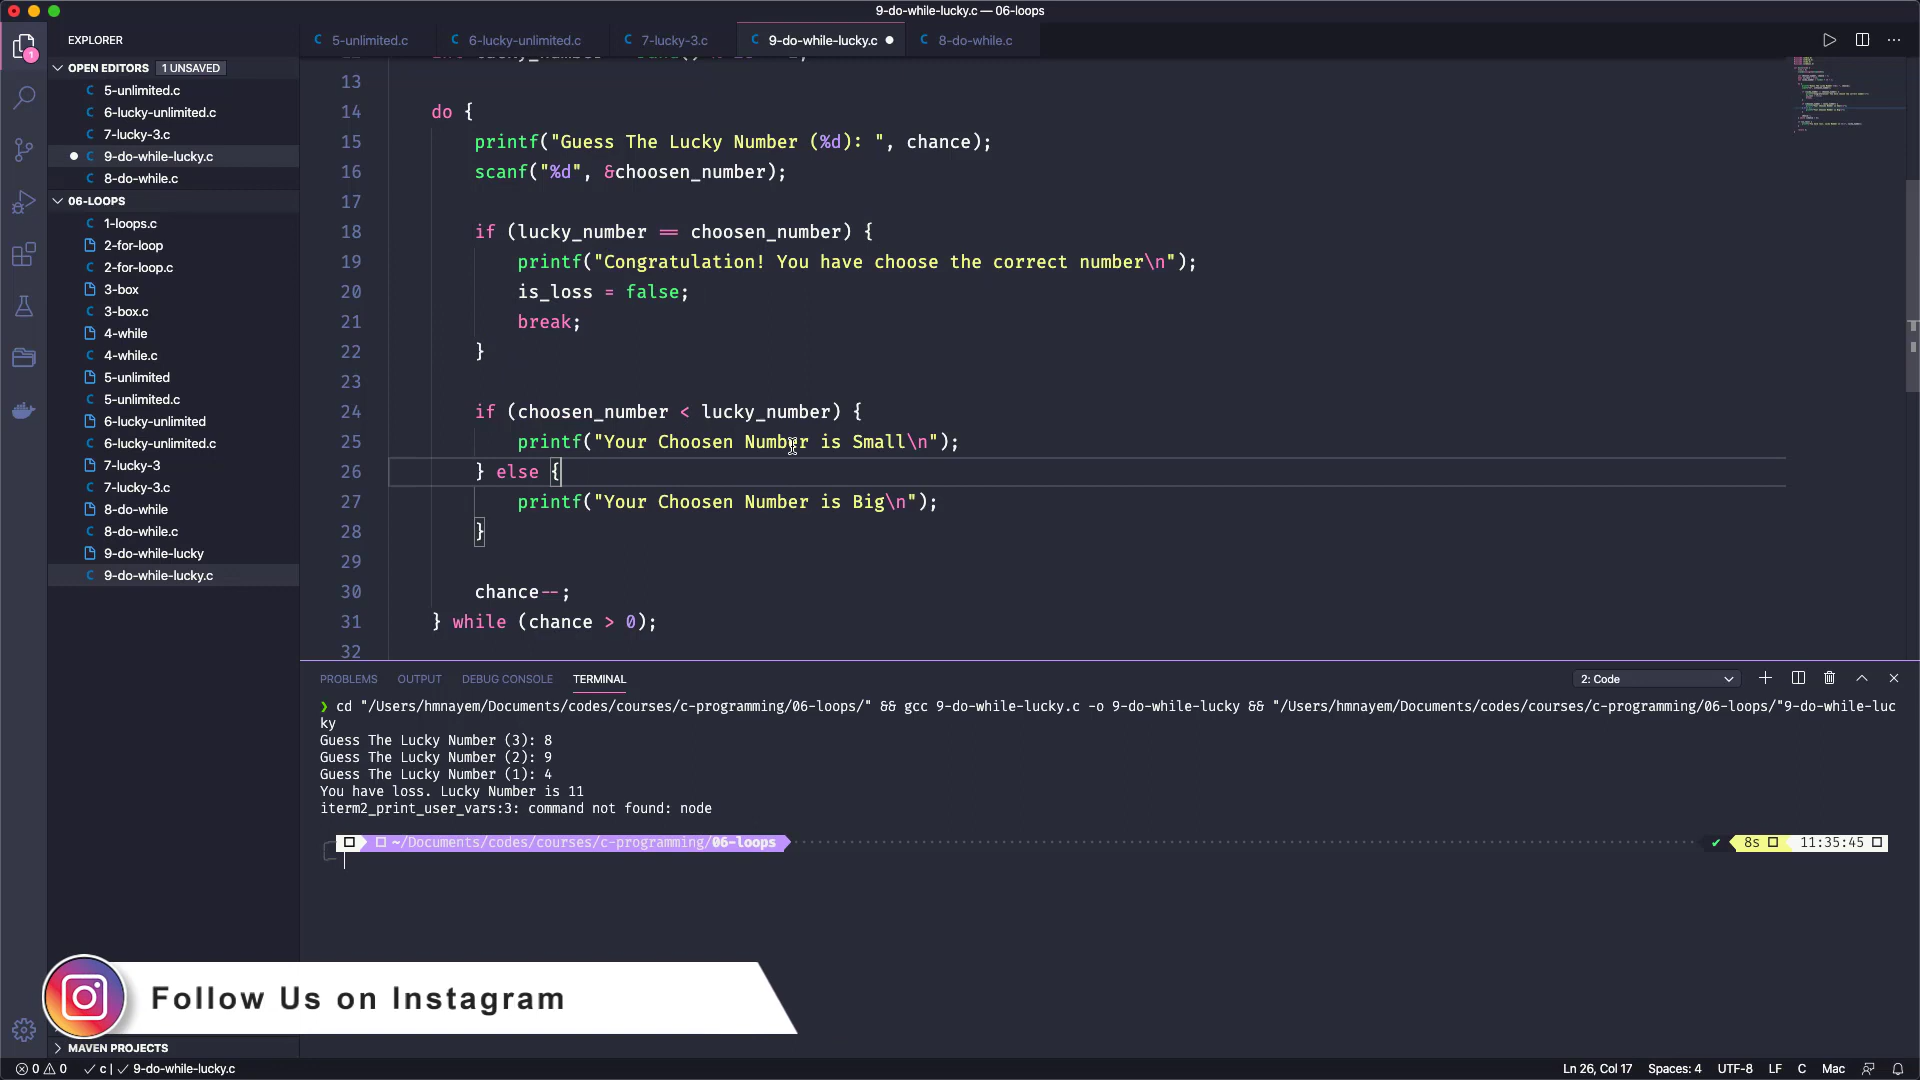 9-do-while-lucky.c — 06-loops
EXPLORER
OPEN EDITORS 1 UNSAVED
5-unlimited.c
6-lucky-unlimited.c
7-lucky-3.c
9-do-while-lucky.c
8-do-while.c
06-LOOPS
1-loops.c
2-for-loop
2-for-loop.c
3-box
3-box.c
4-while
4-while.c
5-unlimited
5-unlimited.c
6-lucky-unlimited
6-lucky-unlimited.c
7-lucky-3
7-lucky-3.c
8-do-while
8-do-while.c
9-do-while-lucky
9-do-while-lucky.c
MAVEN PROJECTS
5-unlimited.c 6-lucky-unlimited.c 7-lucky-3.c 9-do-while-lucky.c 8-do-while.c
13
14 do {
15 printf("Guess The Lucky Number (%d): ", chance);
16 scanf("%d", &choosen_number);
17
18 if (lucky_number == choosen_number) {
19 printf("Congratulation! You have choose the correct number\n");
20 is_loss = false;
21 break;
22 }
23
24 if (choosen_number < lucky_number) {
25 printf("Your Choosen Number is Small\n");
26 } else {
27 printf("Your Choosen Number is Big\n");
28 }
29
30 chance--;
31 } while (chance > 0);
32
PROBLEMS OUTPUT DEBUG CONSOLE TERMINAL 2: Code
❯ cd "/Users/hmnayem/Documents/codes/courses/c-programming/06-loops/" && gcc 9-do-while-lucky.c -o 9-do-while-lucky && "/Users/hmnayem/Documents/codes/courses/c-programming/06-loops/"9-do-while-luc
ky
Guess The Lucky Number (3): 8
Guess The Lucky Number (2): 9
Guess The Lucky Number (1): 4
You have loss. Lucky Number is 11
iterm2_print_user_vars:3: command not found: node
~/Documents/codes/courses/c-programming/06-loops ✔ 8s 11:35:45
Follow Us on Instagram
0 0 ✓ c | ✓ 9-do-while-lucky.c Ln 26, Col 17 Spaces: 4 UTF-8 LF C Mac